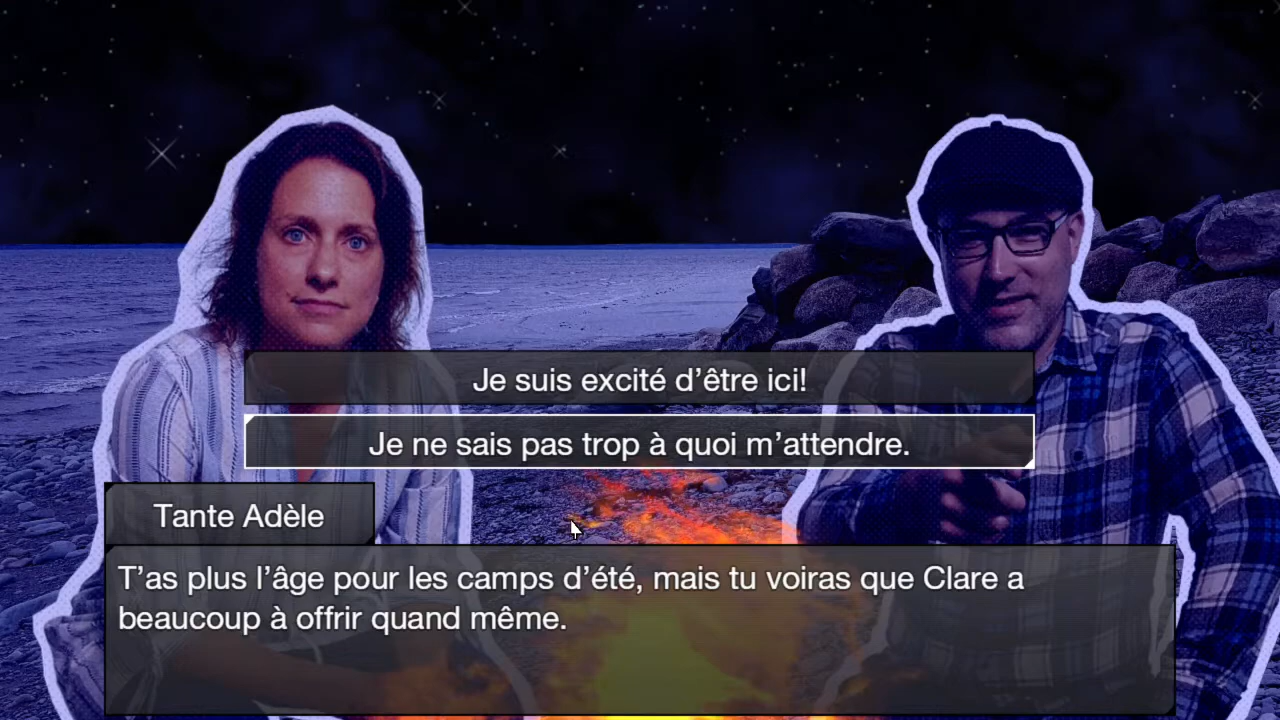 Je suis excité d’être ici!
Je ne sais pas trop à quoi m’attendre.
Tante Adèle
T’as plus l’âge pour les camps d’été, mais tu voiras que Clare a
beaucoup à offrir quand même.